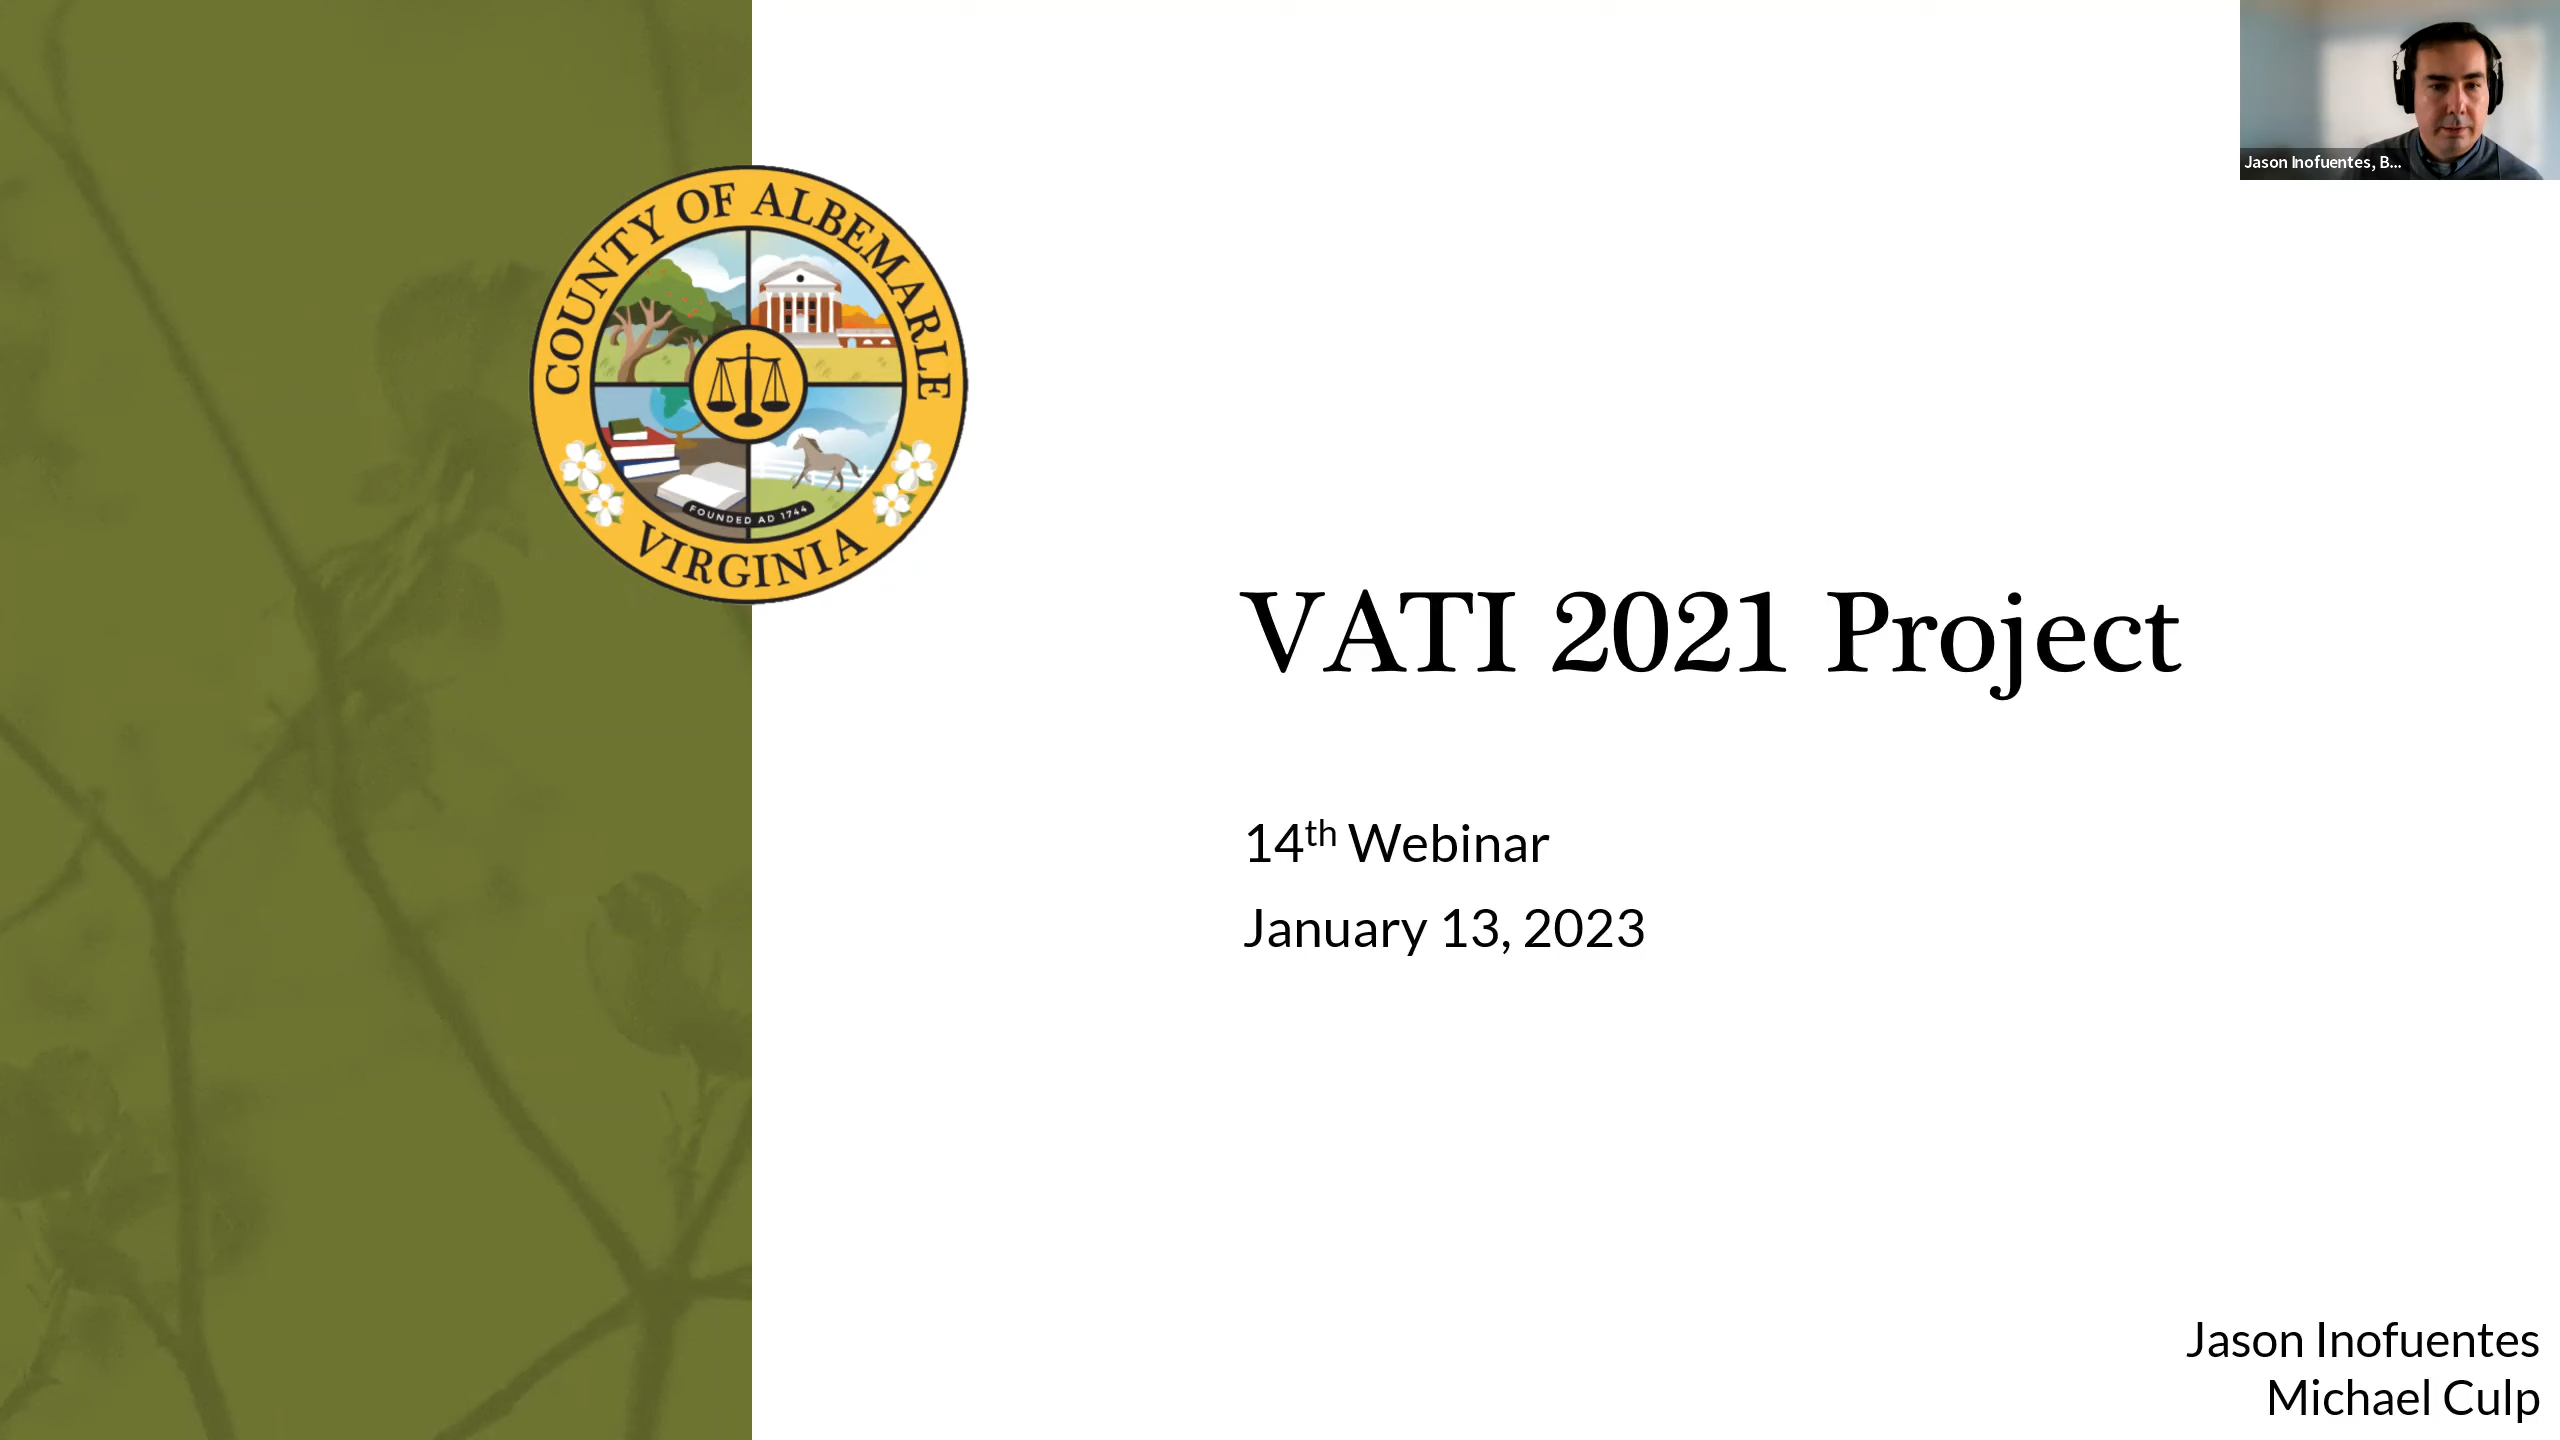 COUNTY OF ALBEMARLE
FOUNDED AD 1744
VIRGINIA
Jason Inofuentes, B...
VATI 2021 Project
14th Webinar
January 13, 2023
Jason Inofuentes
Michael Culp